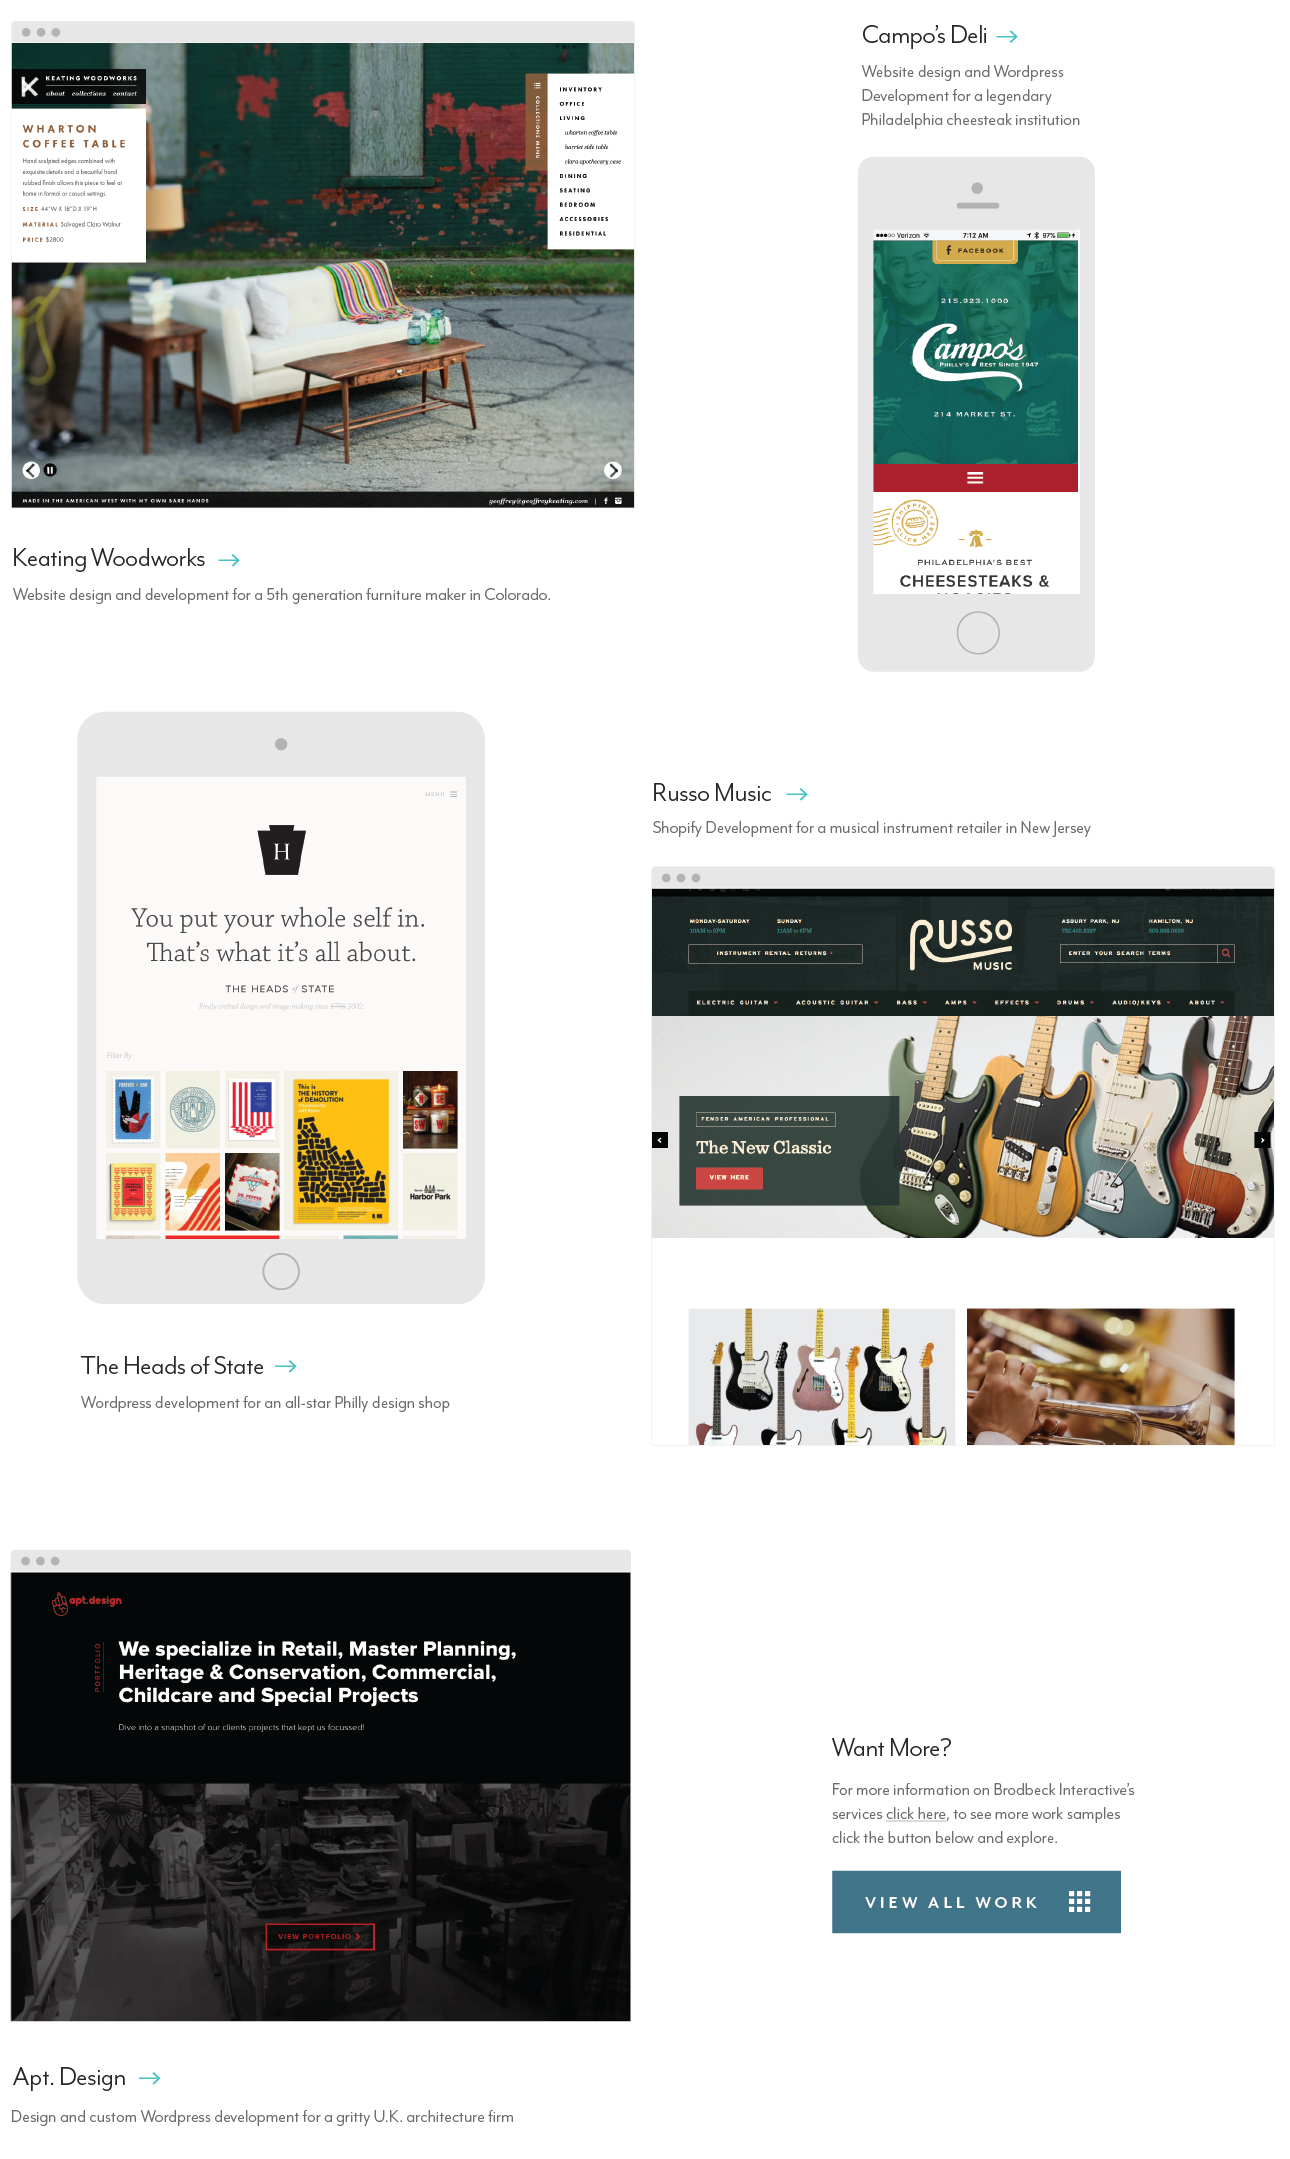 KEATING WOODWORKS
about collections contact
WHARTON
COFFEE TABLE
Hand sculpted edges combined with
exquisite details and a beautiful hand
rubbed finish allows this piece to feel at
home in formal or casual settings.
SIZE 44"W X 18"D X 19"H
MATERIAL Salvaged Claro Walnut
PRICE $2800
COLLECTIONS MENU
INVENTORY
OFFICE
LIVING
wharton coffee table
harriet side table
clara apothecary case
DINING
SEATING
BEDROOM
ACCESSORIES
RESIDENTIAL
MADE IN THE AMERICAN WEST WITH MY OWN BARE HANDS
geoffrey@geoffreykeating.com |
Keating Woodworks
Website design and development for a 5th generation furniture maker in Colorado.
Campo's Deli
Website design and Wordpress
Development for a legendary
Philadelphia cheesteak institution
Verizon 7:12 AM 97%
FACEBOOK
215.923.1000
Campo's
PHILLY'S BEST SINCE 1947
214 MARKET ST.
SHIPPING
CLICK HERE
PHILADELPHIA'S BEST
CHEESESTEAKS &
MENU
H
You put your whole self in.
That's what it's all about.
THE HEADS of STATE
Finely crafted design and image making since 1776 2002.
Filter By
This is
THE HISTORY
of DEMOLITION
N SE
SW W
DR. PEPPER
Harbor Park
The Heads of State
Wordpress development for an all-star Philly design shop
Russo Music
Shopify Development for a musical instrument retailer in New Jersey
MONDAY-SATURDAY
10AM to 8PM
SUNDAY
11AM to 6PM
INSTRUMENT RENTAL RETURNS
RUSSO
MUSIC
ASBURY PARK, NJ
HAMILTON, NJ
ENTER YOUR SEARCH TERMS
ELECTRIC GUITAR ACOUSTIC GUITAR BASS AMPS EFFECTS DRUMS AUDIO/KEYS ABOUT
FENDER AMERICAN PROFESSIONAL
The New Classic
VIEW HERE
apt.design
PORTFOLIO
We specialize in Retail, Master Planning,
Heritage & Conservation, Commercial,
Childcare and Special Projects
Dive into a snapshot of our clients projects that kept us focussed!
VIEW PORTFOLIO
Apt. Design
Design and custom Wordpress development for a gritty U.K. architecture firm
Want More?
For more information on Brodbeck Interactive's
services click here, to see more work samples
click the button below and explore.
VIEW ALL WORK